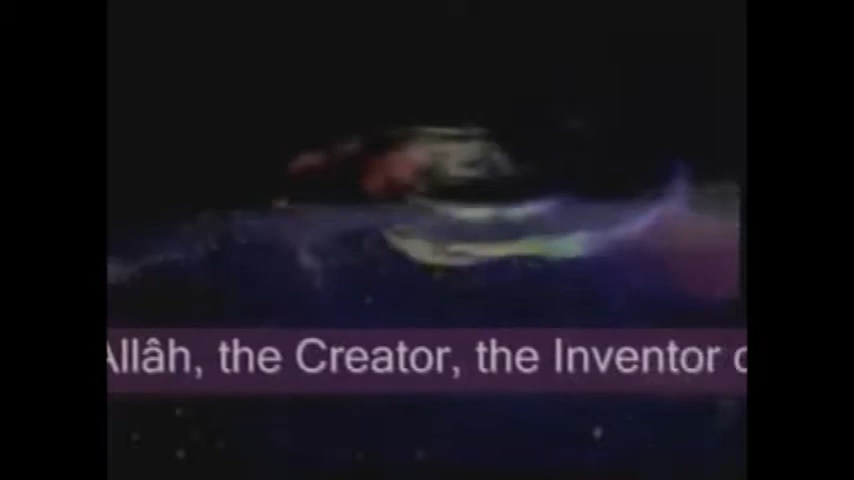 Allâh, the Creator, the Inventor